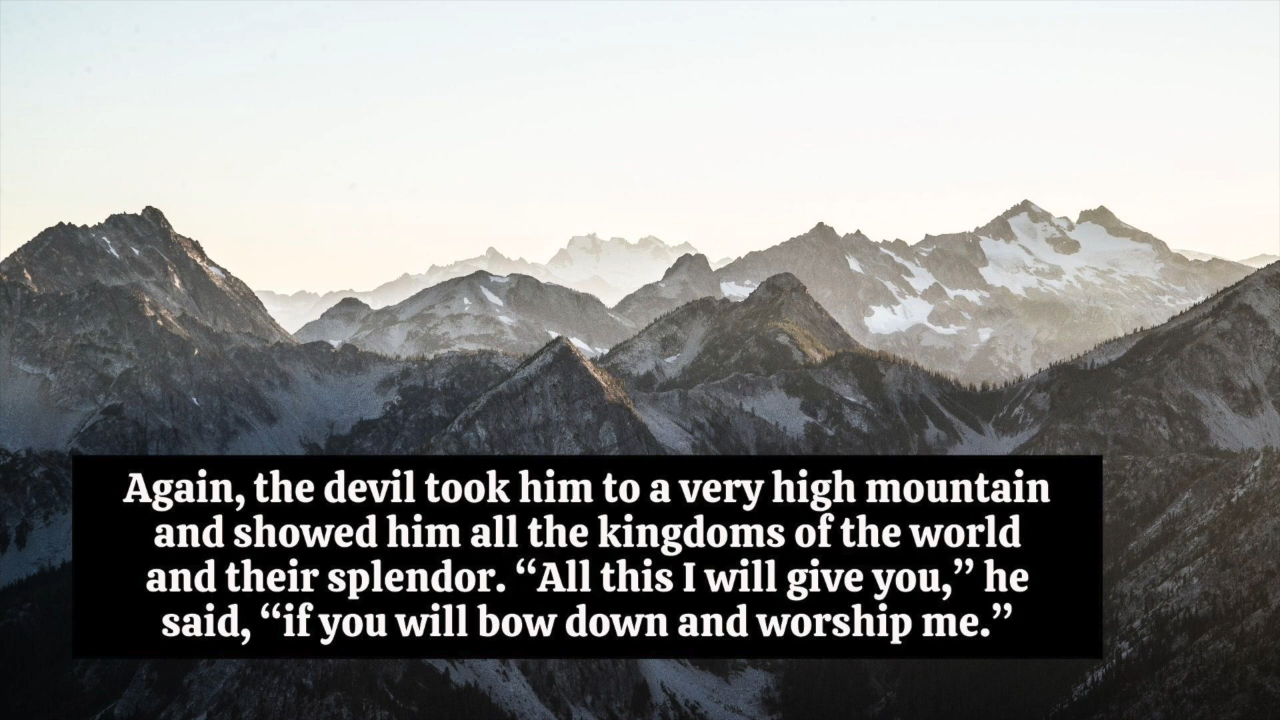 Again, the devil took him to a very high mountain
and showed him all the kingdoms of the world
and their splendor. “All this I will give you,” he
said, “if you will bow down and worship me.”